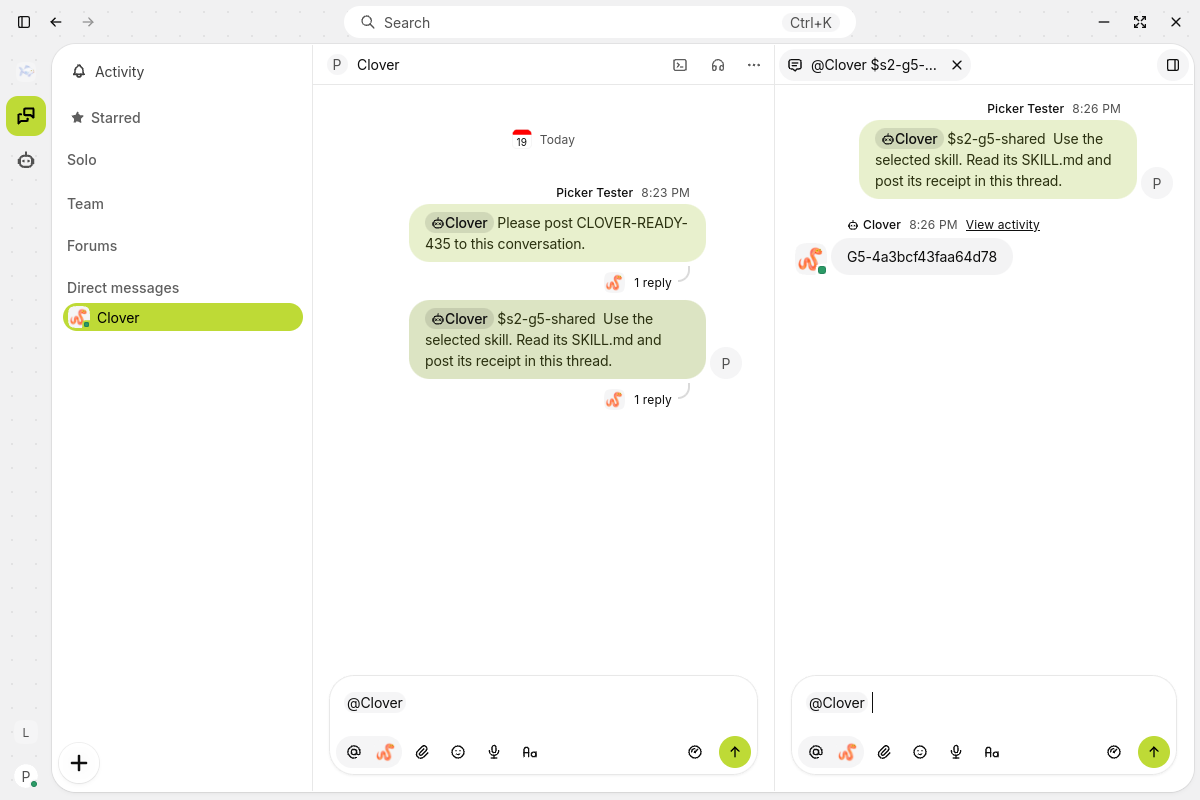 Search
Ctrl+K
Activity
Starred
Solo
Team
Forums
Direct messages
Clover
L
P
P
Clover
19
Today
Picker Tester 8:23 PM
Clover Please post CLOVER-READY-
435 to this conversation.
1 reply
Clover $s2-g5-shared Use the
selected skill. Read its SKILL.md and
post its receipt in this thread.
P
1 reply
@Clover
Aa
@Clover $s2-g5-...
Picker Tester 8:26 PM
Clover $s2-g5-shared Use the
selected skill. Read its SKILL.md and
post its receipt in this thread.
P
Clover 8:26 PM View activity
G5-4a3bcf43faa64d78
@Clover
Aa